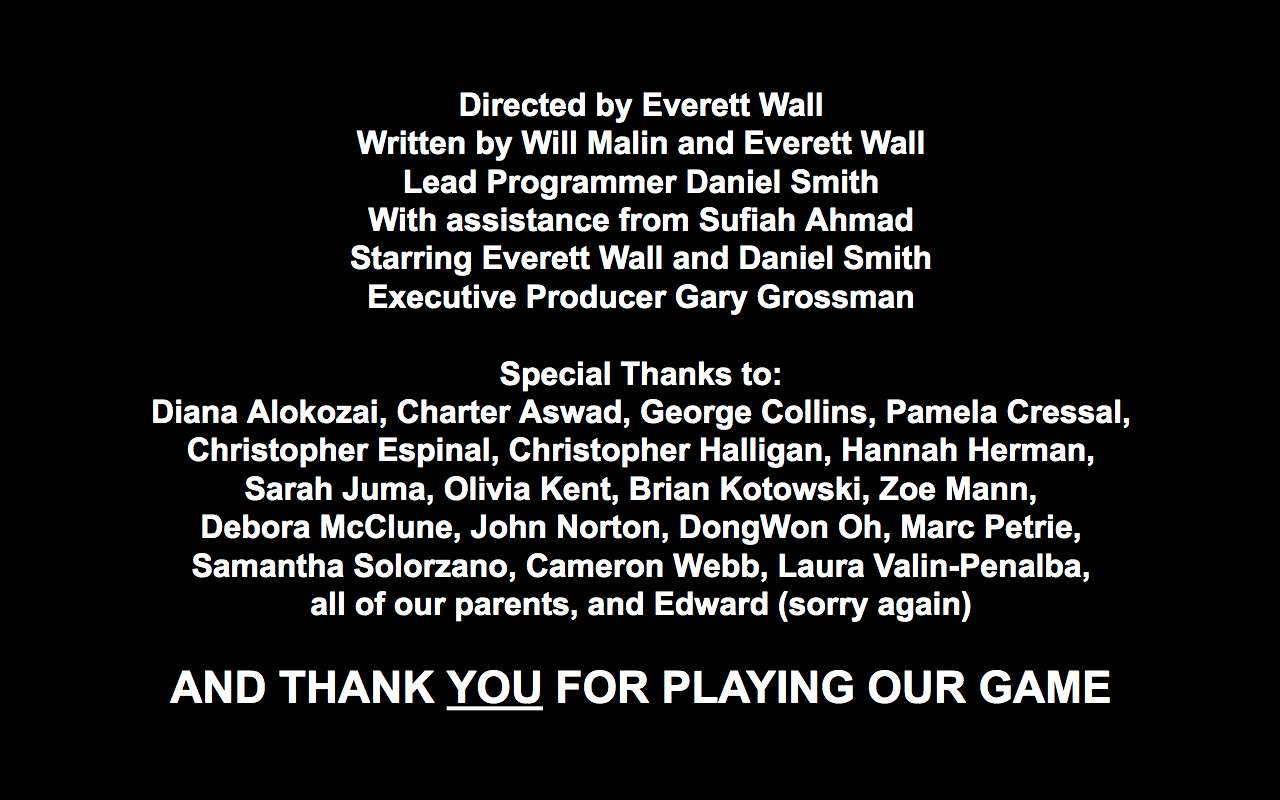 Directed by Everett Wall
Written by Will Malin and Everett Wall
Lead Programmer Daniel Smith
With assistance from Sufiah Ahmad
Starring Everett Wall and Daniel Smith
Executive Producer Gary Grossman
Special Thanks to:
Diana Alokozai, Charter Aswad, George Collins, Pamela Cressal,
Christopher Espinal, Christopher Halligan, Hannah Herman,
Sarah Juma, Olivia Kent, Brian Kotowski, Zoe Mann,
Debora McClune, John Norton, DongWon Oh, Marc Petrie,
Samantha Solorzano, Cameron Webb, Laura Valin-Penalba,
all of our parents, and Edward (sorry again)
AND THANK YOU FOR PLAYING OUR GAME